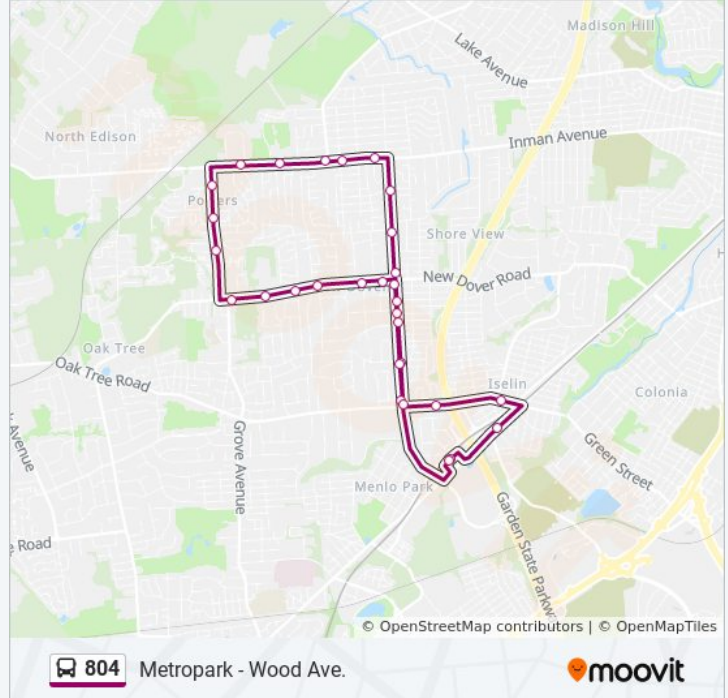 Madison Hill
Lake Avenue
North Edison
Inman Avenue
Shore View
New Dover Road
Oak Tree
Oak Tree Road
Iselin
Colonia
Avenue
Grove Avenue
Green Street
Menlo Park
Garden State Parkw
Road
© OpenStreetMap contributors | © OpenMapTiles
804 Metropark - Wood Ave.
moovit